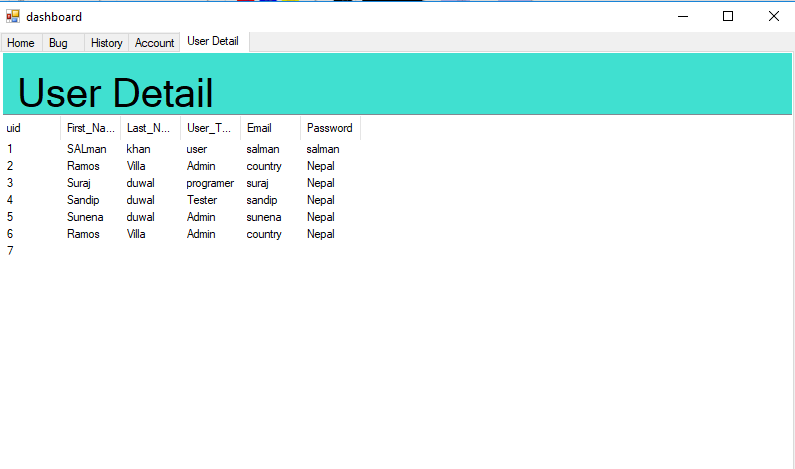 dashboard
Home Bug History Account User Detail
User Detail
uid First_Na... Last_N... User_T... Email Password
1 SALman khan user salman salman
2 Ramos Villa Admin country Nepal
3 Suraj duwal programer suraj Nepal
4 Sandip duwal Tester sandip Nepal
5 Sunena duwal Admin sunena Nepal
6 Ramos Villa Admin country Nepal
7